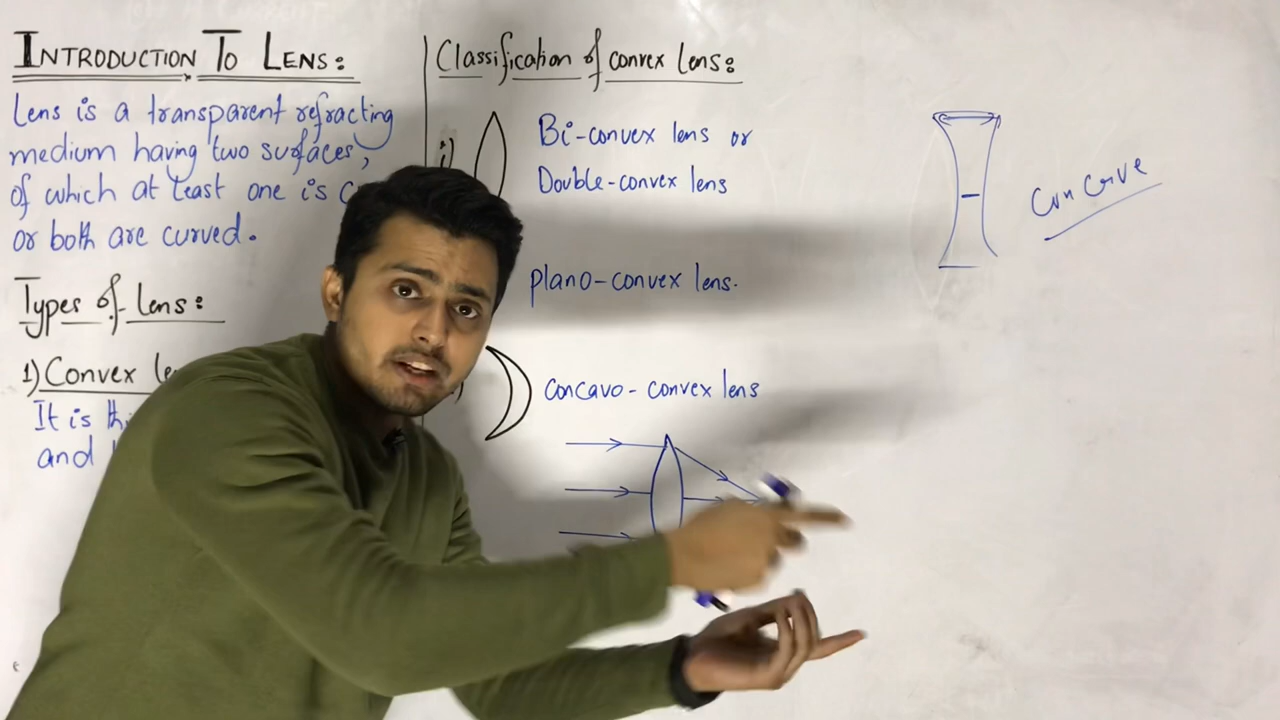 INTRODUCTION TO LENS:
Lens is a transparent refracting
medium having two surfaces,
of which at least one is
or both are curved.
Types of Lens:
1) Convex
It is
and
Classification of convex lens:
i) Bi-convex lens or
Double-convex lens
plano-convex lens.
concavo-convex lens
concave